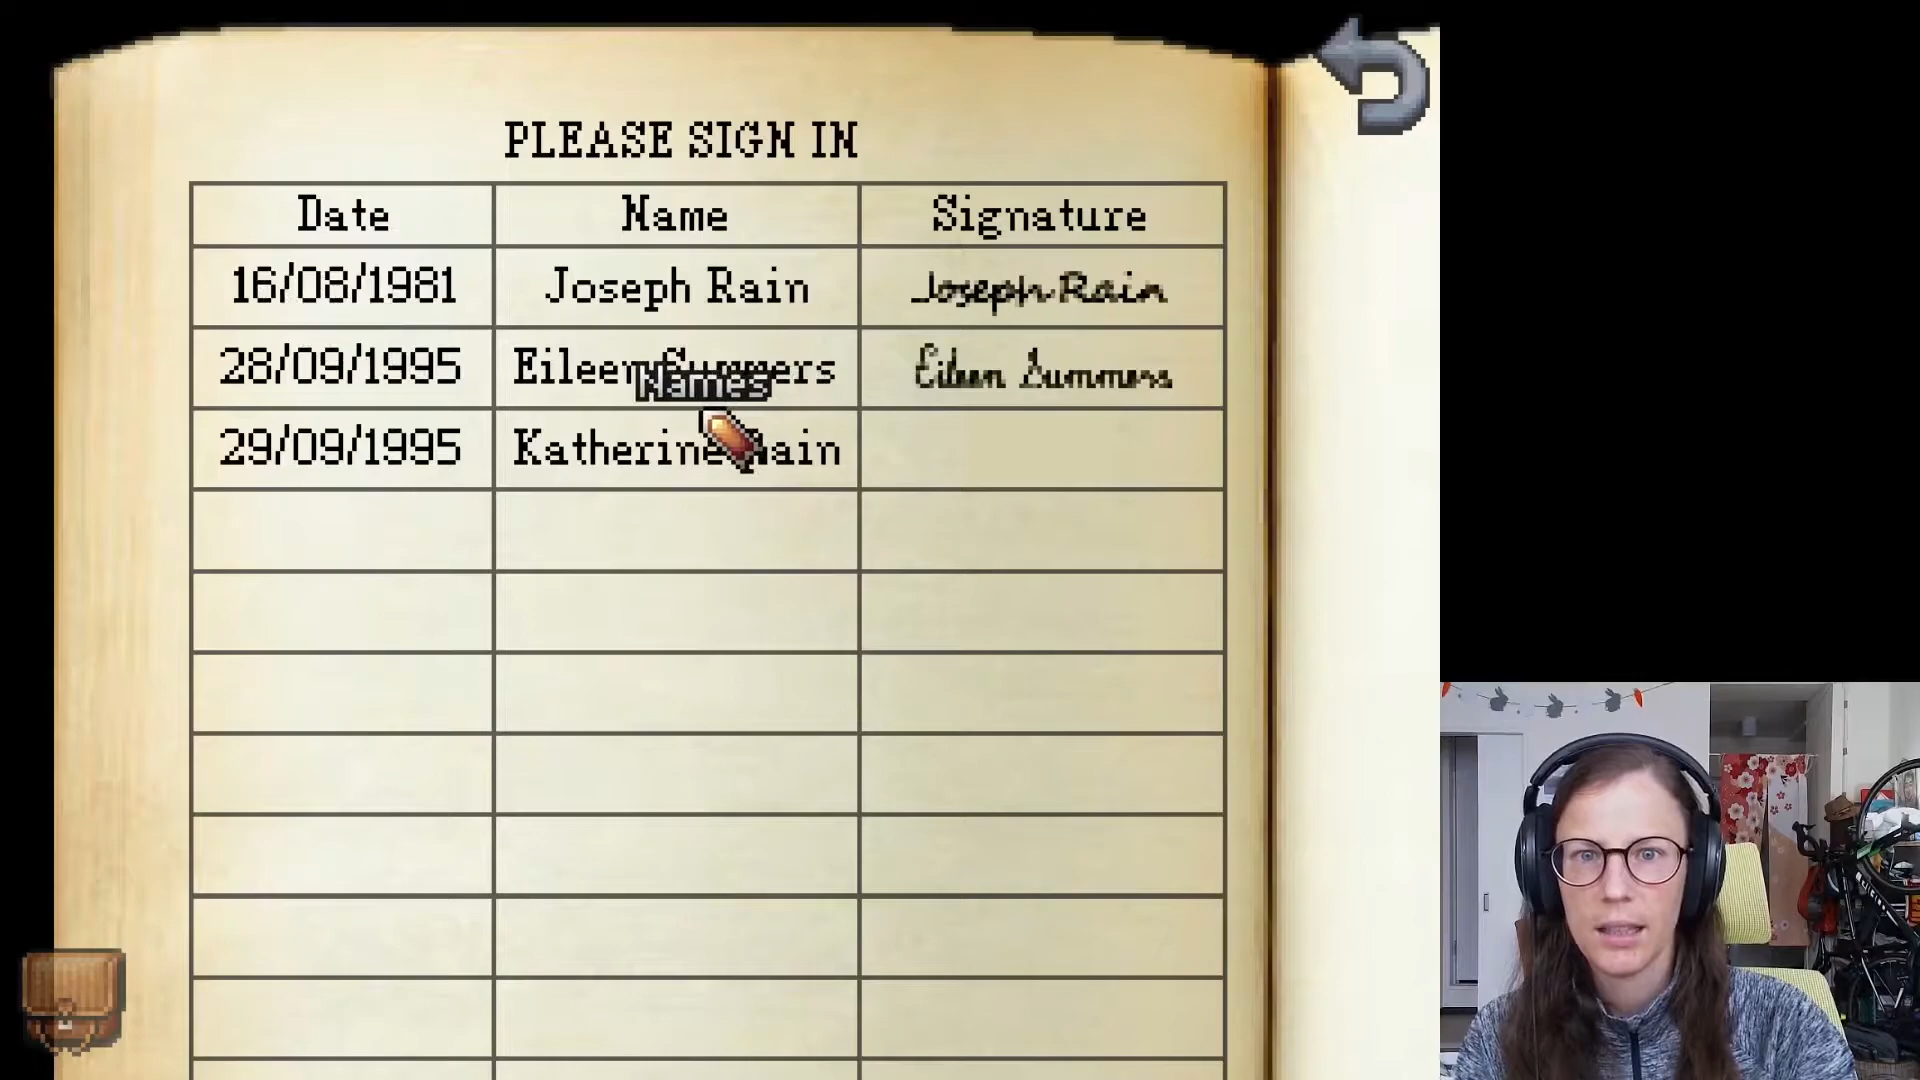 PLEASE SIGN IN
Date Name Signature
16/08/1981 Joseph Rain Joseph Rain
28/09/1995 Eileen Summers Eileen Summers
Names
29/09/1995 Katherine Rain